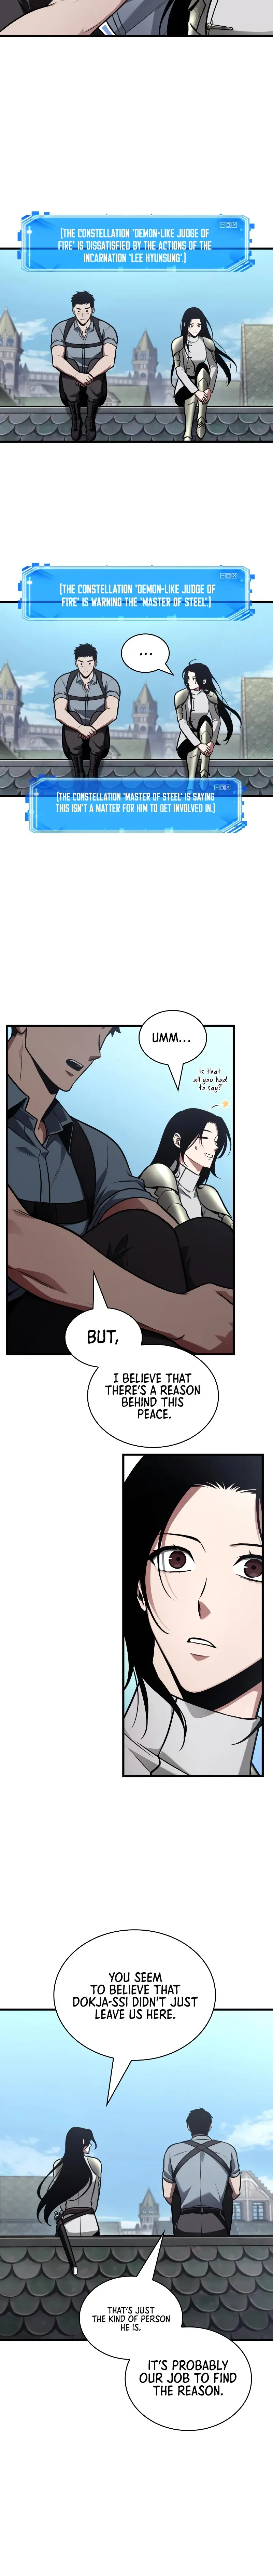 [THE CONSTELLATION 'DEMON-LIKE JUDGE OF
FIRE' IS DISSATISFIED BY THE ACTIONS OF THE
INCARNATION 'LEE HYUNSUNG'.]
[THE CONSTELLATION 'DEMON-LIKE JUDGE OF
FIRE' IS WARNING THE 'MASTER OF STEEL'.]
...
[THE CONSTELLATION 'MASTER OF STEEL' IS SAYING
THIS ISN'T A MATTER FOR HIM TO GET INVOLVED IN.]
UMM...
Is that
all you had
to say?
BUT,
I BELIEVE THAT
THERE'S A REASON
BEHIND THIS
PEACE.
YOU SEEM
TO BELIEVE THAT
DOKJA-SSI DIDN'T JUST
LEAVE US HERE.
THAT'S JUST
THE KIND OF PERSON
HE IS.
IT'S PROBABLY
OUR JOB TO FIND
THE REASON.